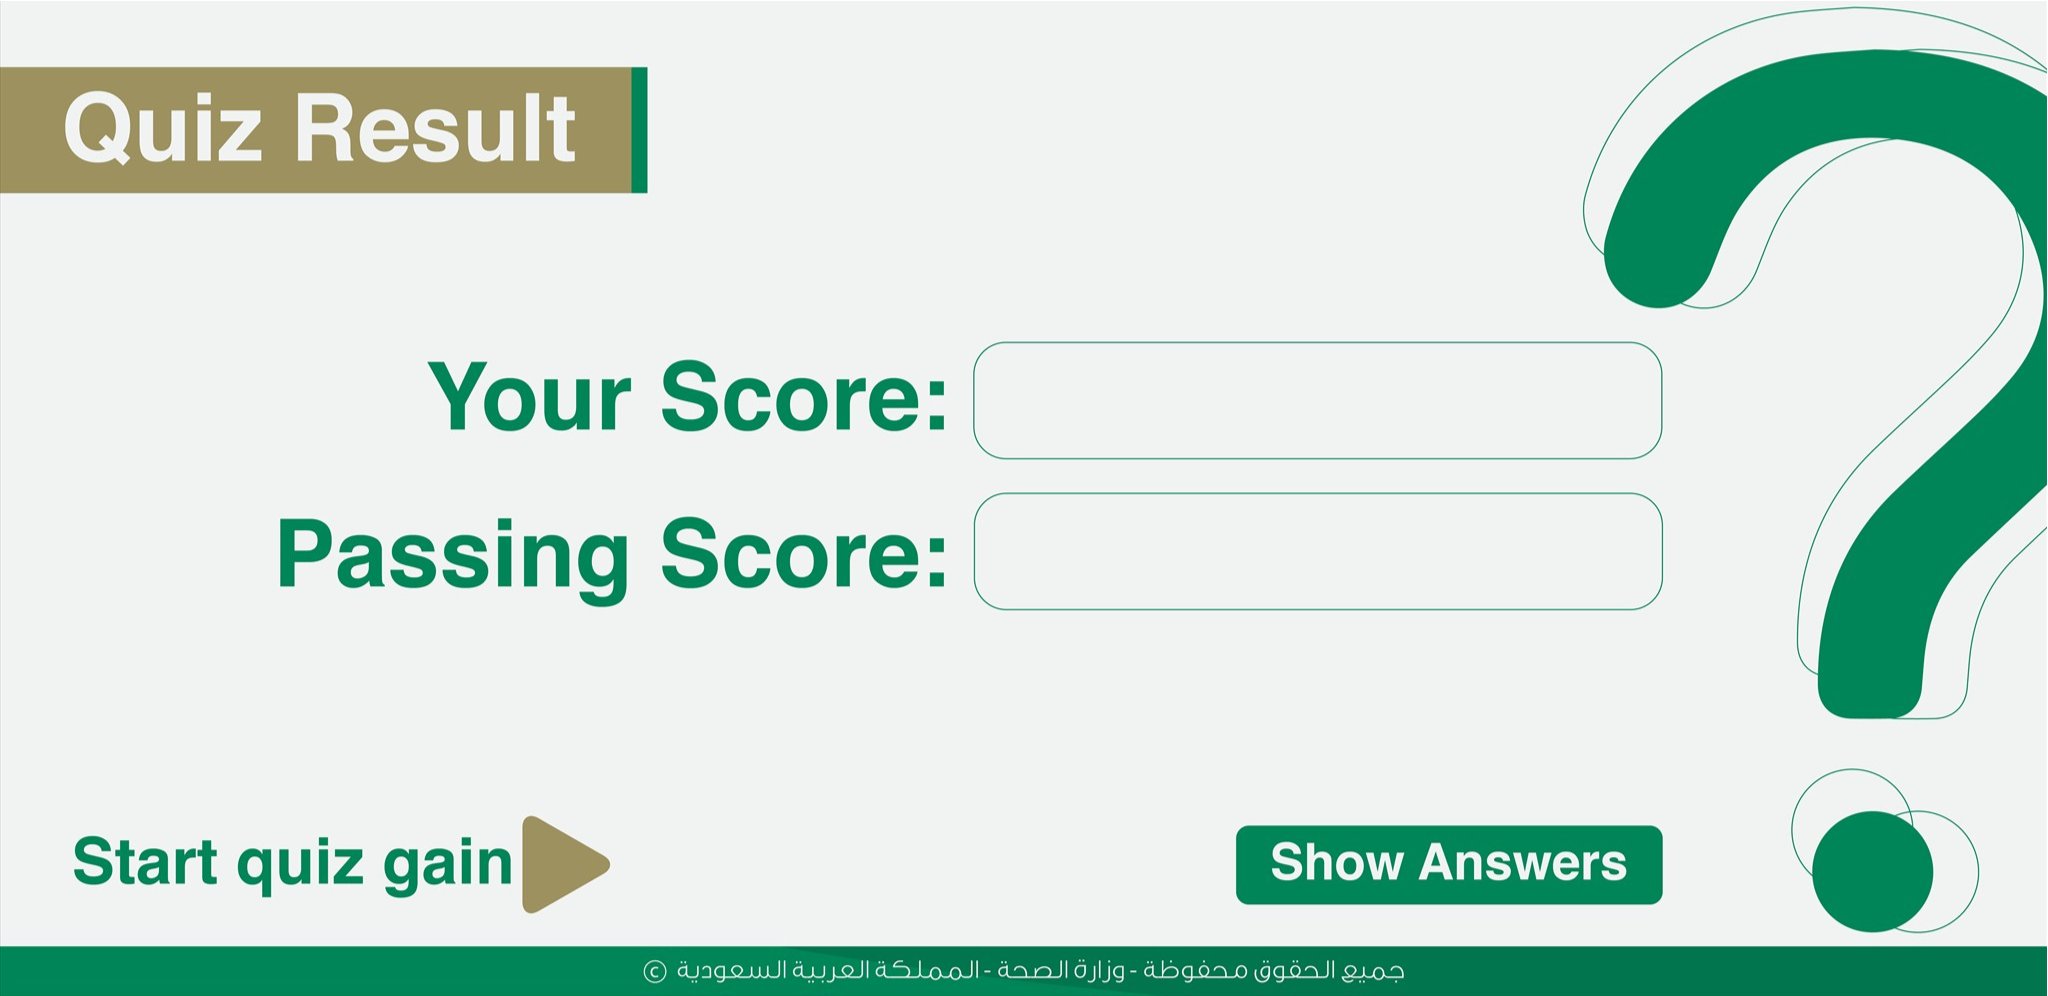 Quiz Result
Your Score:
Passing Score:
Start quiz gain
Show Answers
جميع الحقوق محفوظة - وزارة الصحة - المملكة العربية السعودية ©